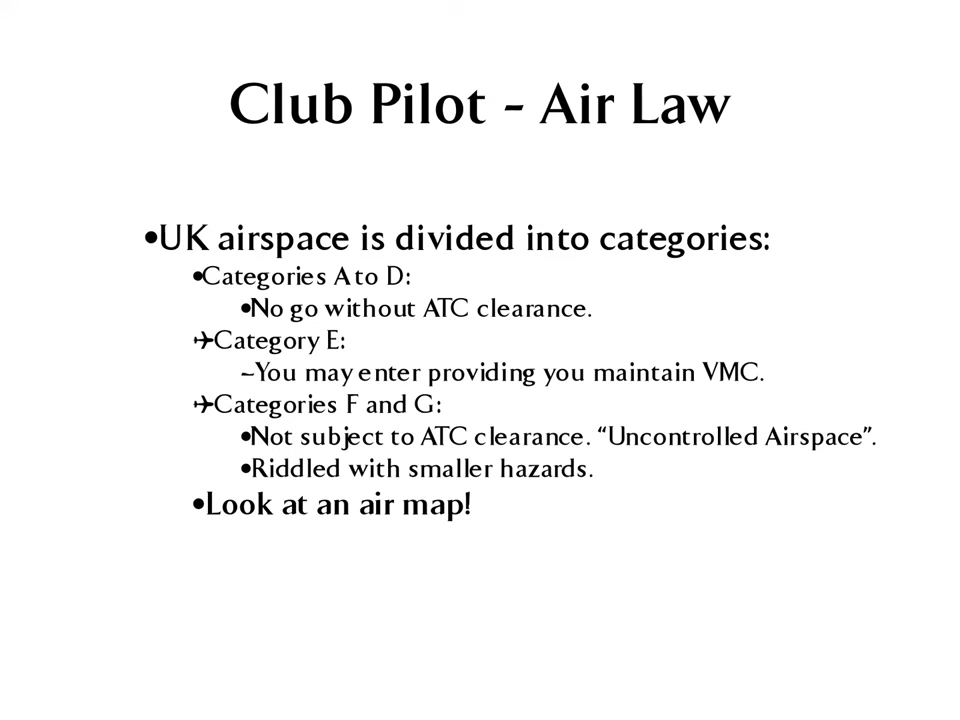 Club Pilot - Air Law
•UK airspace is divided into categories:
•Categories A to D:
•No go without ATC clearance.
✈Category E:
–You may enter providing you maintain VMC.
✈Categories F and G:
•Not subject to ATC clearance. “Uncontrolled Airspace”.
•Riddled with smaller hazards.
•Look at an air map!